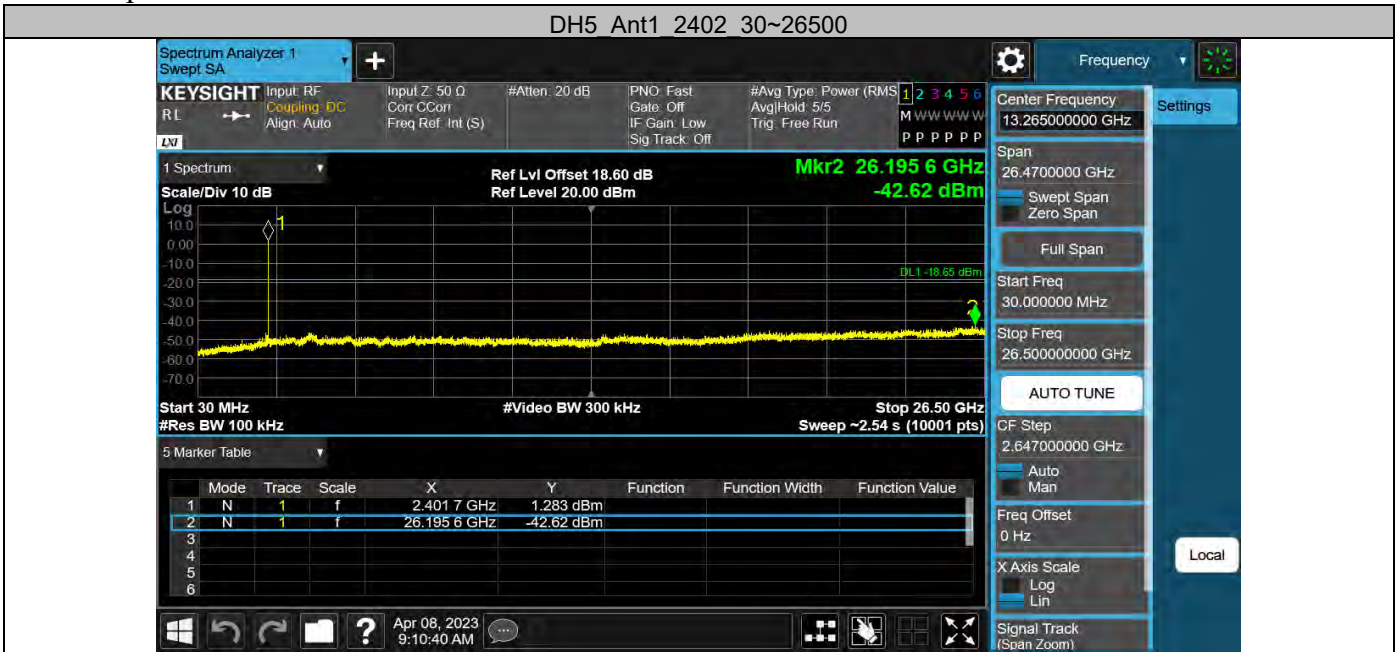 DH5_Ant1_2402_30~26500
Spectrum Analyzer 1
Swept SA
Frequency
KEYSIGHT
RL
LXI
Input: RF
Coupling: DC
Align: Auto
Input Z: 50 Ω
Corr CCorr
Freq Ref: Int (S)
#Atten: 20 dB
PNO: Fast
Gate: Off
IF Gain: Low
Sig Track: Off
#Avg Type: Power (RMS
Avg|Hold: 5/5
Trig: Free Run
1 2 3 4 5 6
M W W W W W
P P P P P P
1 Spectrum
Scale/Div 10 dB
Ref Lvl Offset 18.60 dB
Ref Level 20.00 dBm
Mkr2 26.195 6 GHz
-42.62 dBm
Log
10.0
0.00
-10.0
-20.0
-30.0
-40.0
-50.0
-60.0
-70.0
1
DL1 -18.65 dBm
2
Start 30 MHz
#Res BW 100 kHz
#Video BW 300 kHz
Stop 26.50 GHz
Sweep ~2.54 s (10001 pts)
5 Marker Table
Mode Trace Scale X Y Function Function Width Function Value
1 N 1 f 2.401 7 GHz 1.283 dBm
2 N 1 f 26.195 6 GHz -42.62 dBm
3
4
5
6
Apr 08, 2023
9:10:40 AM
Center Frequency
13.265000000 GHz
Span
26.4700000 GHz
Swept Span
Zero Span
Full Span
Start Freq
30.000000 MHz
Stop Freq
26.500000000 GHz
AUTO TUNE
CF Step
2.647000000 GHz
Auto
Man
Freq Offset
0 Hz
X Axis Scale
Log
Lin
Signal Track
(Span Zoom)
Settings
Local